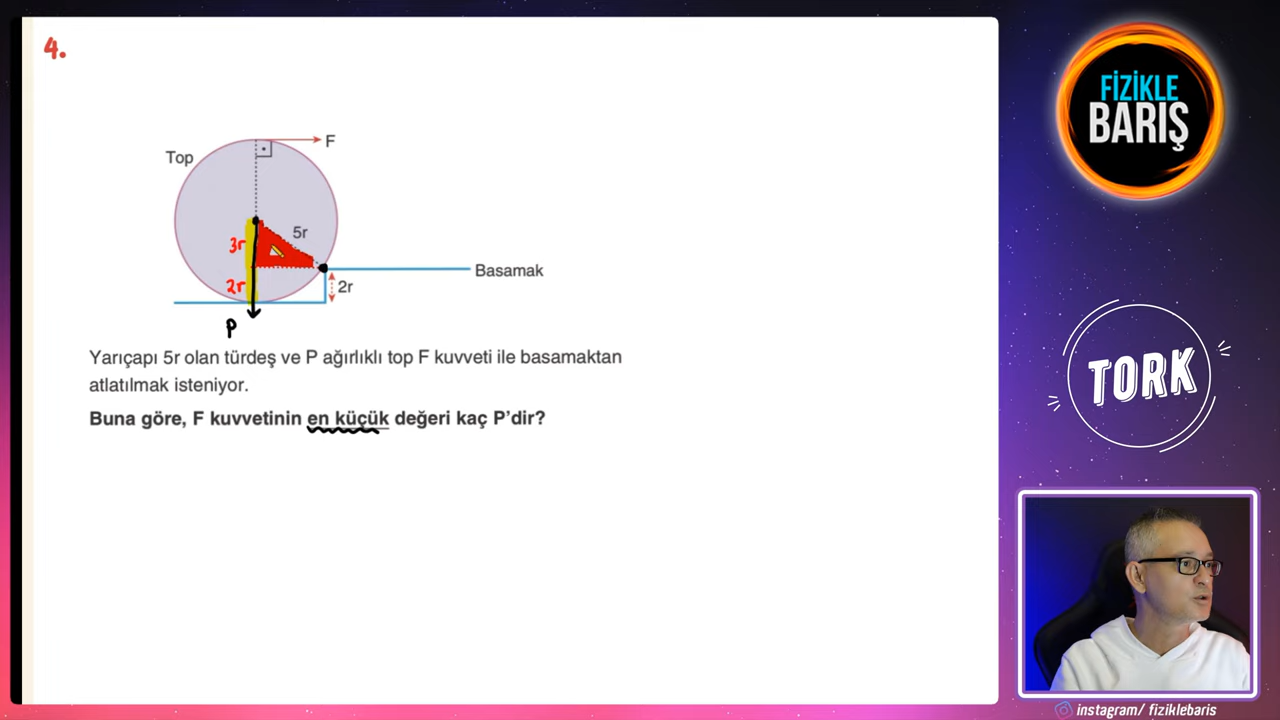 4.
Top
F
5r
3r
2r
2r
Basamak
P
Yarıçapı 5r olan türdeş ve P ağırlıklı top F kuvveti ile basamaktan
atlatılmak isteniyor.
Buna göre, F kuvvetinin en küçük değeri kaç P'dir?
FİZİKLE
BARIŞ
TORK
instagram/ fiziklebaris